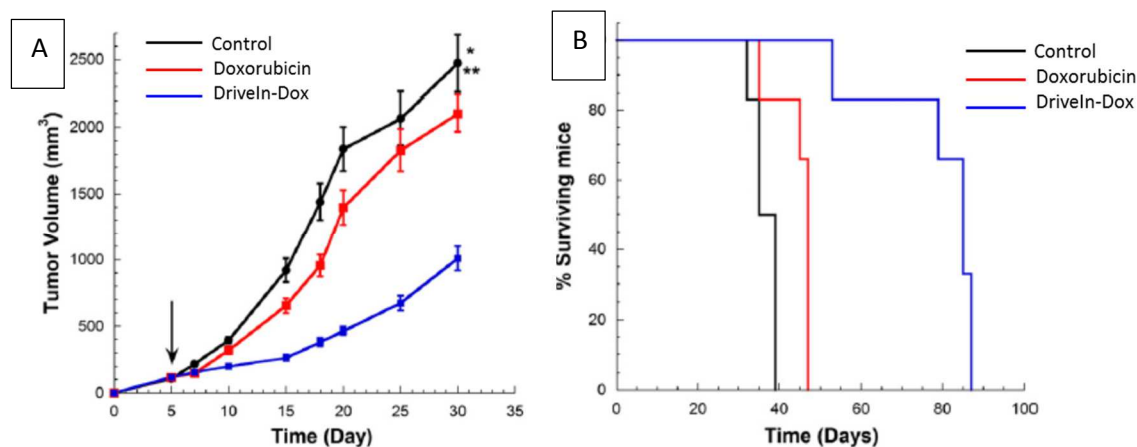 A
Control
Doxorubicin
DriveIn-Dox
Tumor Volume (mm³)
2500
2000
1500
1000
500
0
*
**
0 5 10 15 20 25 30 35
Time (Day)
B
Control
Doxorubicin
DriveIn-Dox
% Surviving mice
80
60
40
20
0
0 20 40 60 80 100
Time (Days)